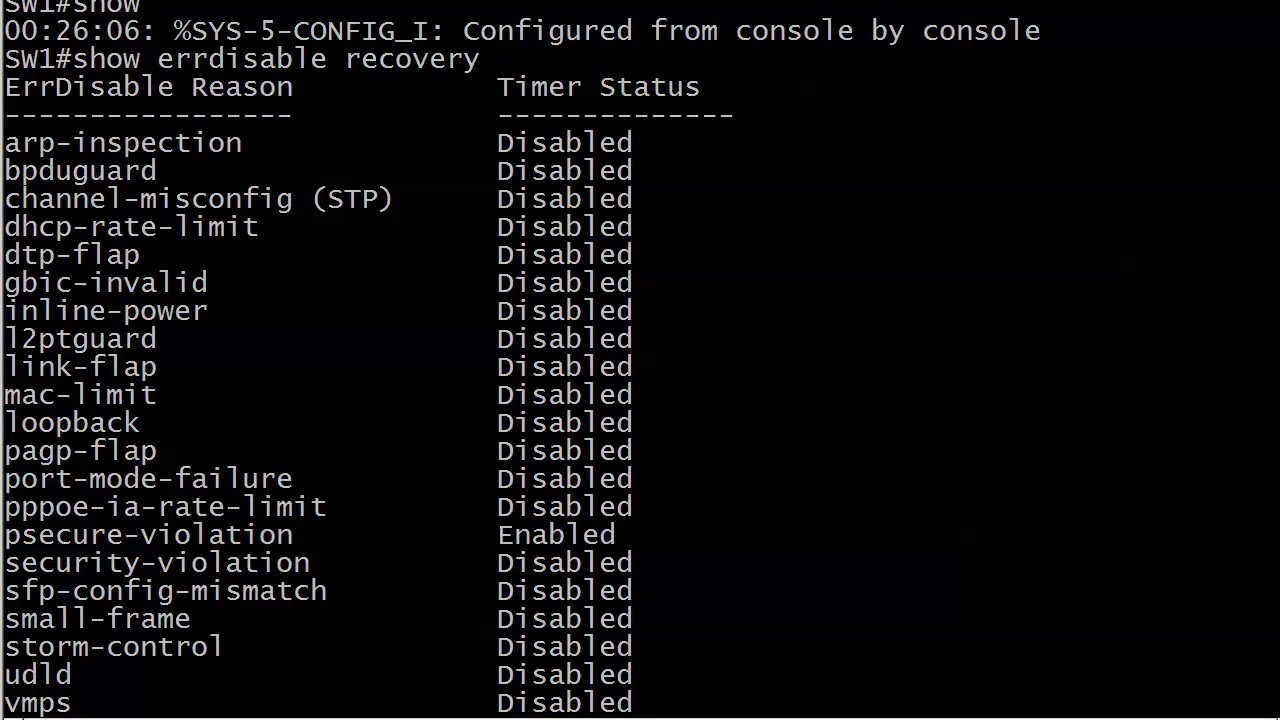 SW1#show
00:26:06: %SYS-5-CONFIG_I: Configured from console by console
SW1#show errdisable recovery
ErrDisable Reason            Timer Status
-----------------            --------------
arp-inspection               Disabled
bpduguard                    Disabled
channel-misconfig (STP)      Disabled
dhcp-rate-limit              Disabled
dtp-flap                     Disabled
gbic-invalid                 Disabled
inline-power                 Disabled
l2ptguard                    Disabled
link-flap                    Disabled
mac-limit                    Disabled
loopback                     Disabled
pagp-flap                    Disabled
port-mode-failure            Disabled
pppoe-ia-rate-limit          Disabled
psecure-violation            Enabled
security-violation           Disabled
sfp-config-mismatch          Disabled
small-frame                  Disabled
storm-control                Disabled
udld                         Disabled
vmps                         Disabled